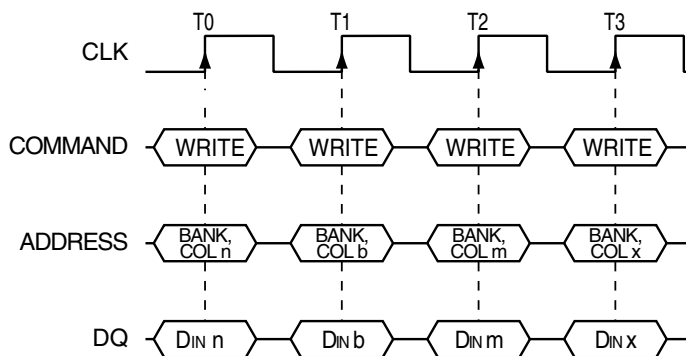 T0 T1 T2 T3
CLK
COMMAND WRITE WRITE WRITE WRITE
ADDRESS BANK, COL n BANK, COL b BANK, COL m BANK, COL x
DQ DIN n DIN b DIN m DIN x